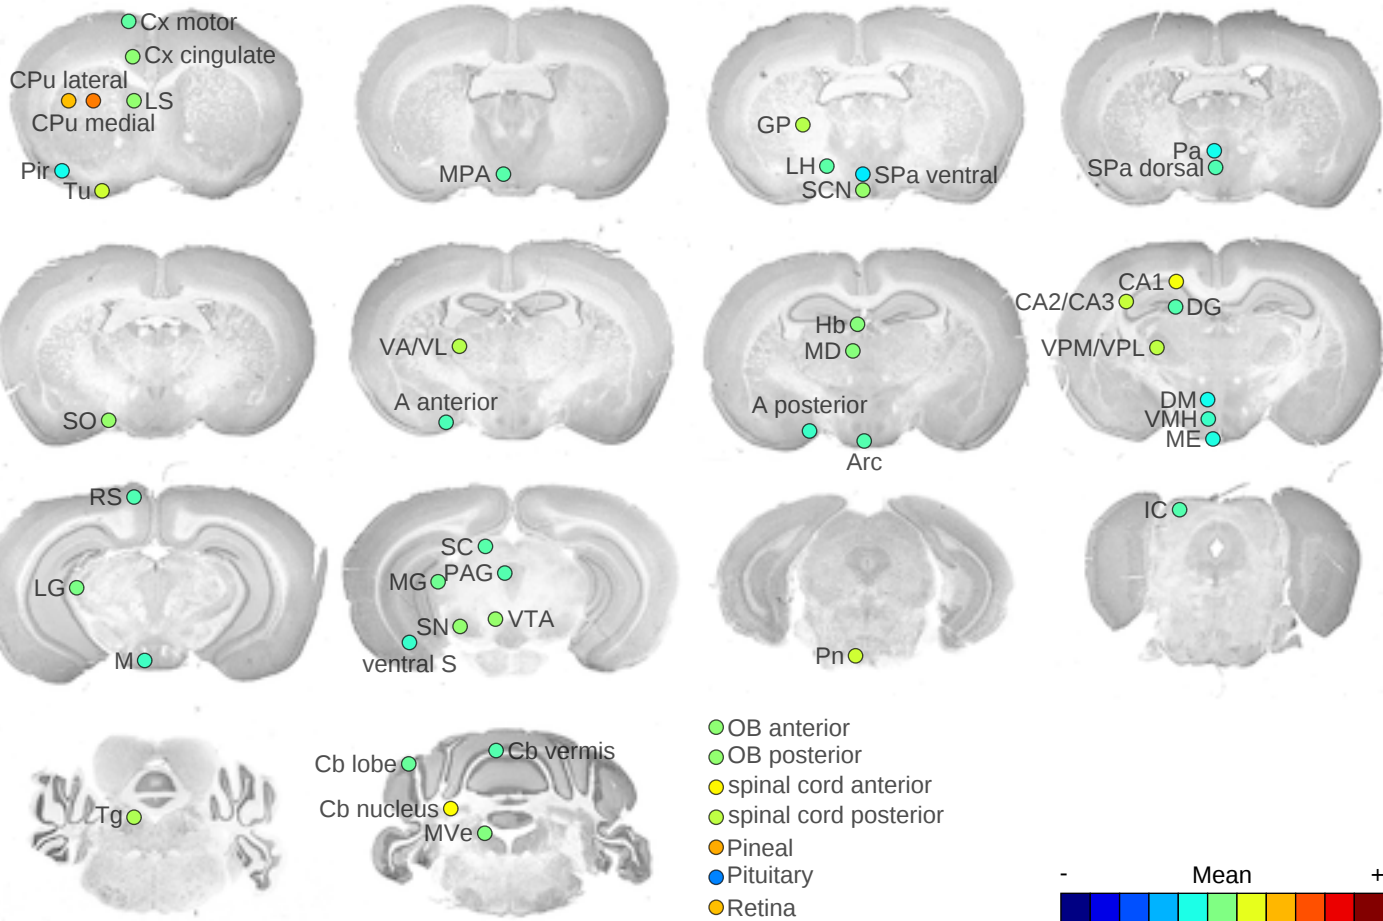 Cx motor
Cx cingulate
CPu lateral
LS
CPu medial
Pir
Tu
MPA
GP
LH
SPa ventral
SCN
Pa
SPa dorsal
SO
VA/VL
A anterior
Hb
MD
A posterior
Arc
CA1
CA2/CA3
DG
VPM/VPL
DM
VMH
ME
RS
LG
M
SC
MG
PAG
SN
VTA
ventral S
Pn
IC
Tg
Cb lobe
Cb vermis
Cb nucleus
MVe
OB anterior
OB posterior
spinal cord anterior
spinal cord posterior
Pineal
Pituitary
Retina
- Mean +